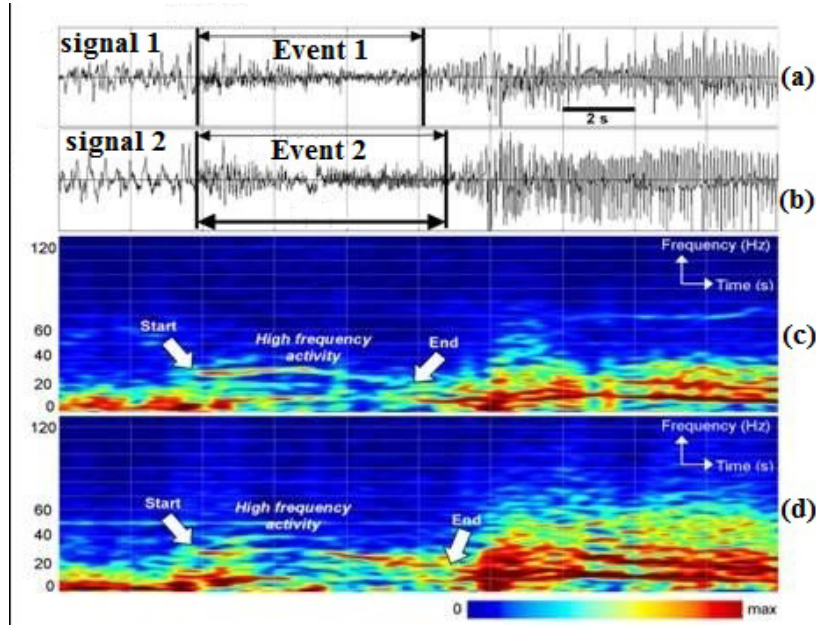 signal 1
Event 1
(a)
2 s
signal 2
Event 2
(b)
120
60
40
20
0
Frequency (Hz)
Time (s)
Start
High frequency
activity
End
(c)
120
60
40
20
0
Frequency (Hz)
Time (s)
Start
High frequency
activity
End
(d)
0
max